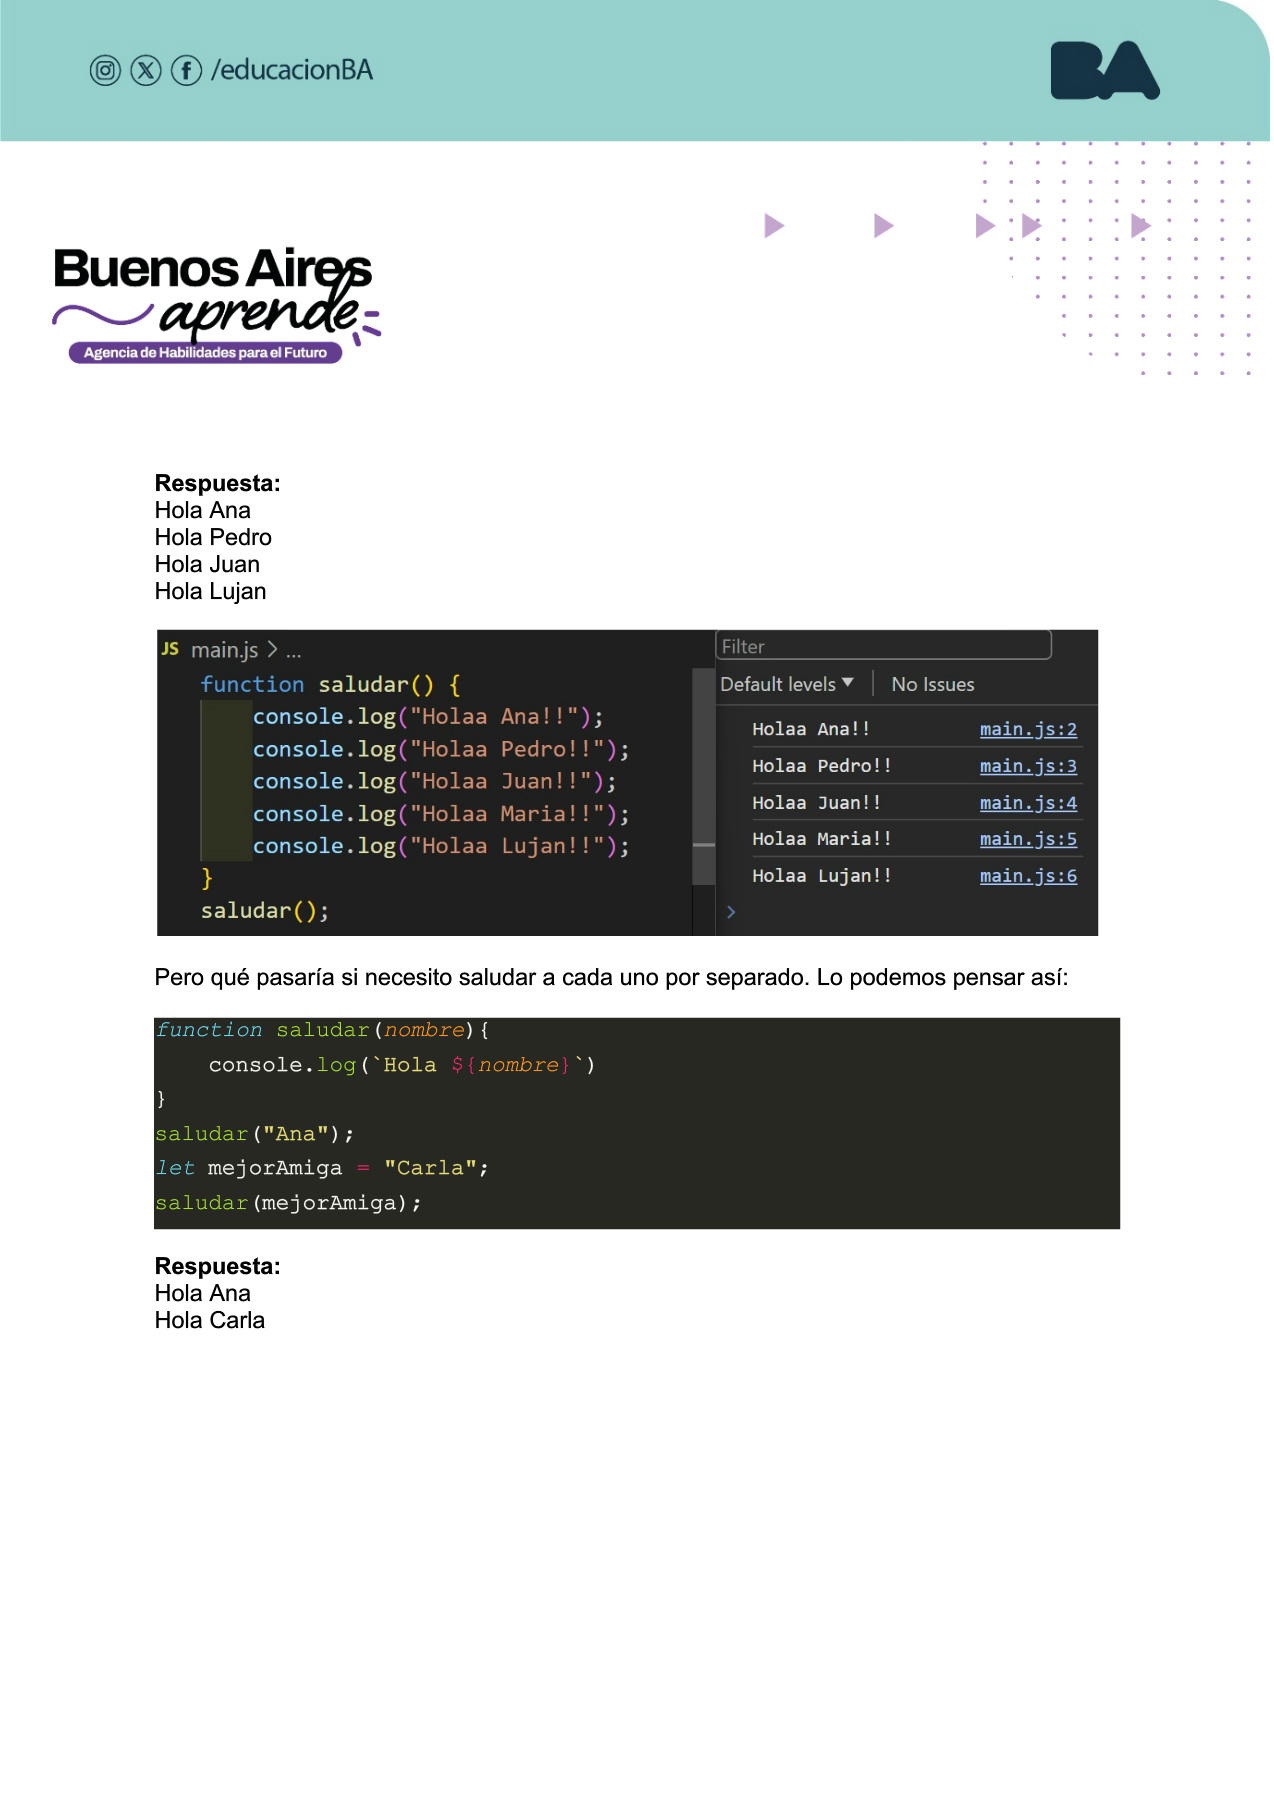 /educacionBA
BA
Buenos Aires
aprende
Agencia de Habilidades para el Futuro
Respuesta:
Hola Ana
Hola Pedro
Hola Juan
Hola Lujan
JS main.js > ...
function saludar() {
console.log("Holaa Ana!!");
console.log("Holaa Pedro!!");
console.log("Holaa Juan!!");
console.log("Holaa Maria!!");
console.log("Holaa Lujan!!");
}
saludar();
Filter
Default levels ▼ No Issues
Holaa Ana!! main.js:2
Holaa Pedro!! main.js:3
Holaa Juan!! main.js:4
Holaa Maria!! main.js:5
Holaa Lujan!! main.js:6
>
Pero qué pasaría si necesito saludar a cada uno por separado. Lo podemos pensar así:
function saludar(nombre){
console.log(`Hola ${nombre}`)
}
saludar("Ana");
let mejorAmiga = "Carla";
saludar(mejorAmiga);
Respuesta:
Hola Ana
Hola Carla